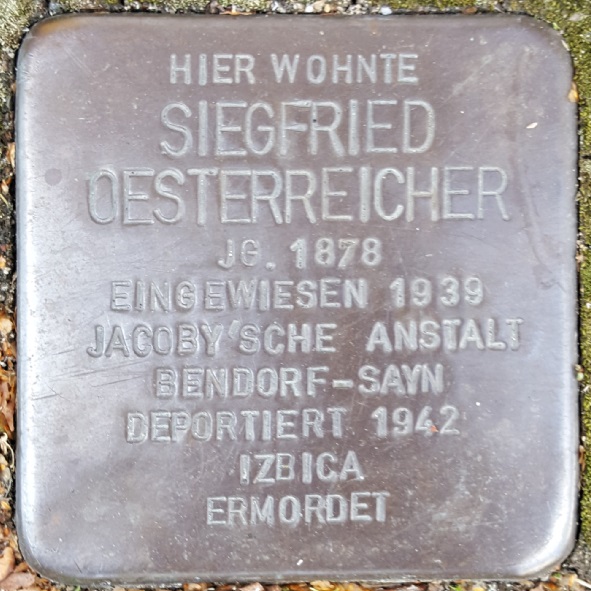 HIER WOHNTE
SIEGFRIED
OESTERREICHER
JG. 1878
EINGEWIESEN 1939
JACOBY'SCHE ANSTALT
BENDORF-SAYN
DEPORTIERT 1942
IZBICA
ERMORDET